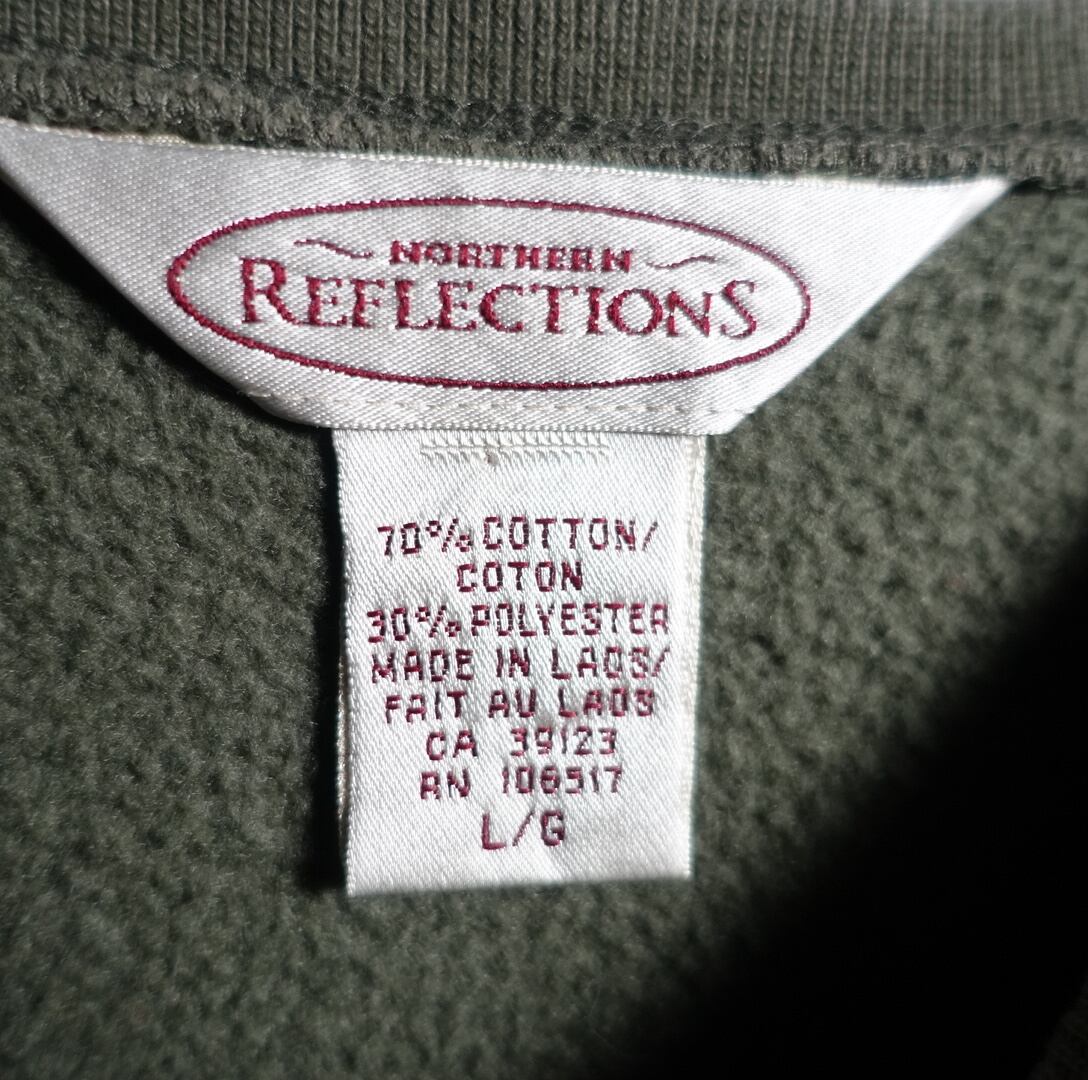 NORTHERN
REFLECTIONS
70% COTTON/
COTON
30% POLYESTER
MADE IN LAOS/
FAIT AU LAOS
CA 39123
RN 106517
L/G